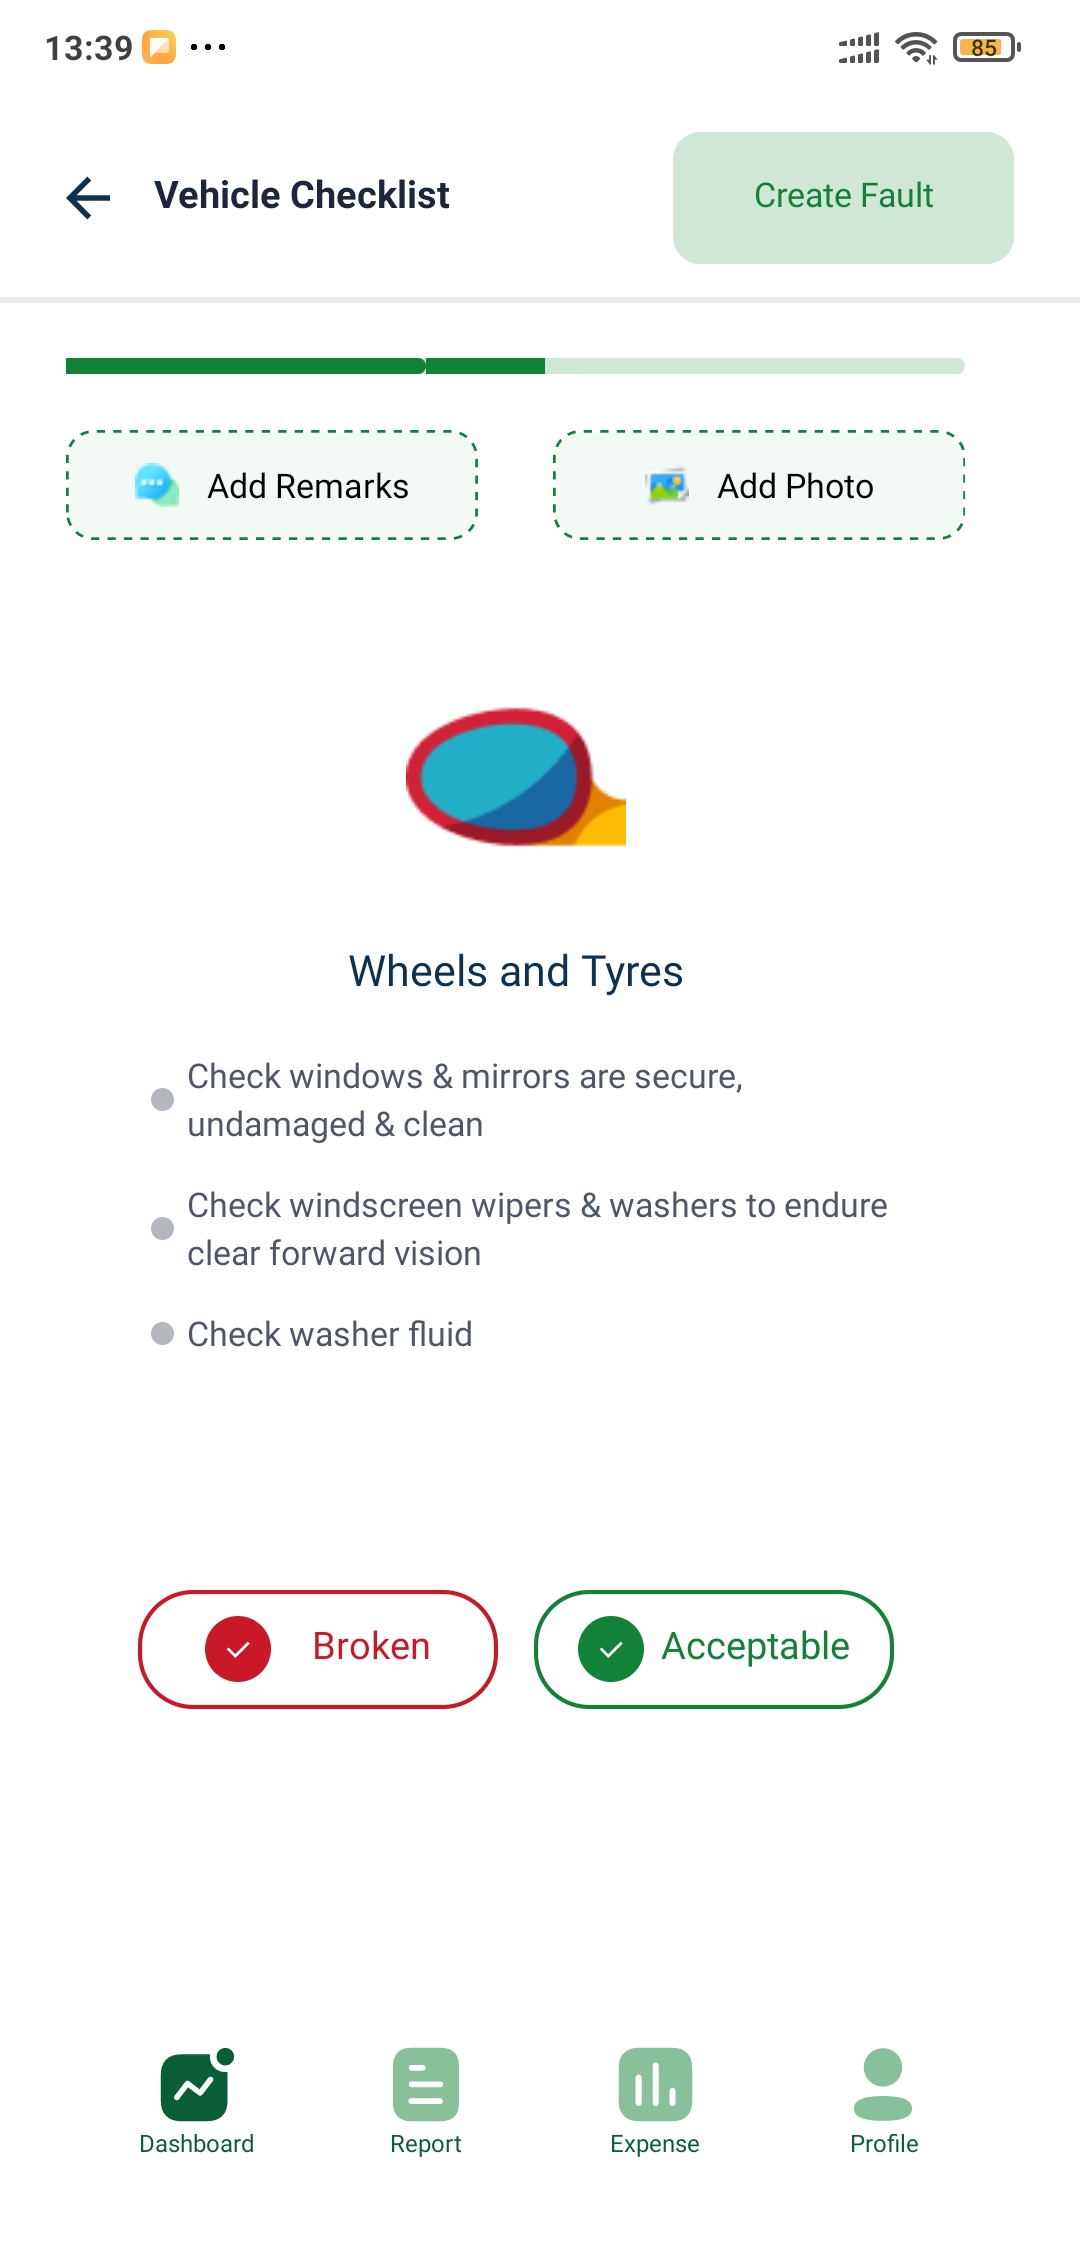 13:39
85
Vehicle Checklist
Create Fault
Add Remarks
Add Photo
Wheels and Tyres
Check windows & mirrors are secure,
undamaged & clean
Check windscreen wipers & washers to endure
clear forward vision
Check washer fluid
Broken
Acceptable
Dashboard
Report
Expense
Profile